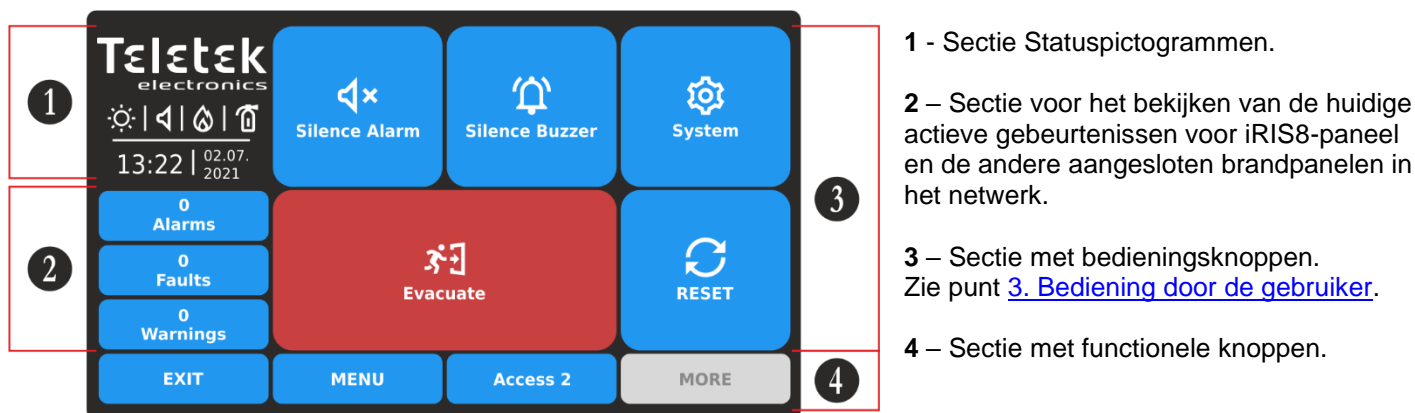 Teletek
electronics
13:22 | 02.07.
2021
Silence Alarm
Silence Buzzer
System
0
Alarms
0
Faults
0
Warnings
Evacuate
RESET
EXIT
MENU
Access 2
MORE
1
2
3
4
1 - Sectie Statuspictogrammen.
2 – Sectie voor het bekijken van de huidige
actieve gebeurtenissen voor iRIS8-paneel
en de andere aangesloten brandpanelen in
het netwerk.
3 – Sectie met bedieningsknoppen.
Zie punt 3. Bediening door de gebruiker.
4 – Sectie met functionele knoppen.